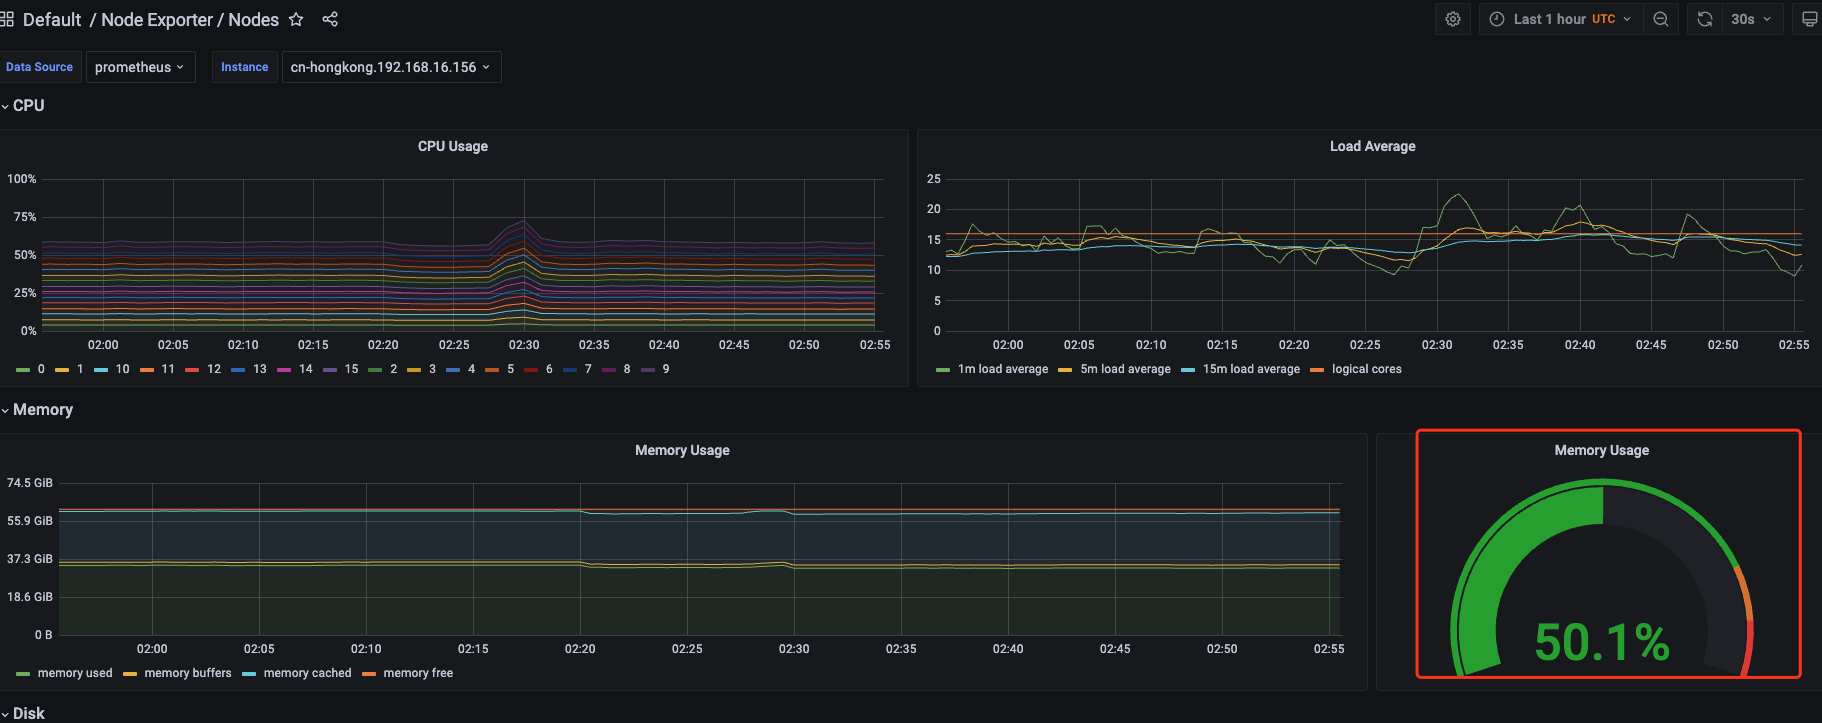 Default / Node Exporter / Nodes
Last 1 hour UTC
30s
Data Source prometheus Instance cn-hongkong.192.168.16.156
CPU
CPU Usage
100%
75%
50%
25%
0%
02:00 02:05 02:10 02:15 02:20 02:25 02:30 02:35 02:40 02:45 02:50 02:55
0 1 10 11 12 13 14 15 2 3 4 5 6 7 8 9
Load Average
25
20
15
10
5
0
02:00 02:05 02:10 02:15 02:20 02:25 02:30 02:35 02:40 02:45 02:50 02:55
1m load average 5m load average 15m load average logical cores
Memory
Memory Usage
74.5 GiB
55.9 GiB
37.3 GiB
18.6 GiB
0 B
02:00 02:05 02:10 02:15 02:20 02:25 02:30 02:35 02:40 02:45 02:50 02:55
memory used memory buffers memory cached memory free
Memory Usage
50.1%
Disk